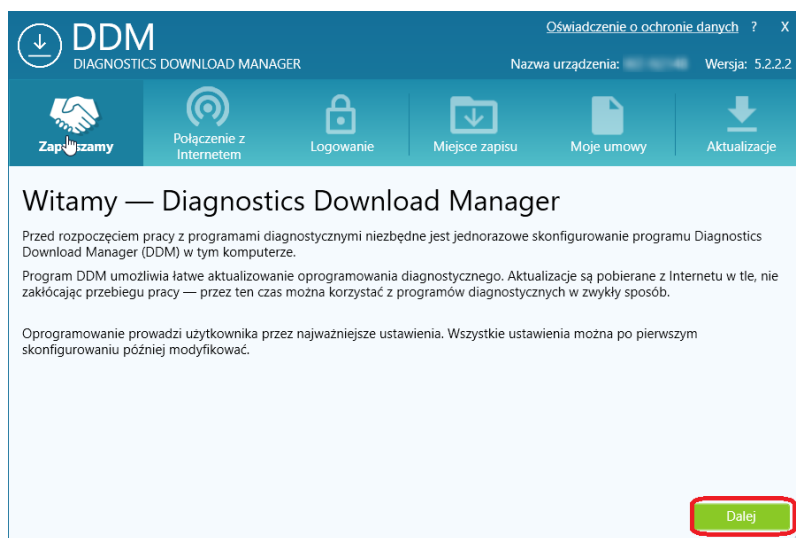 DDM
DIAGNOSTICS DOWNLOAD MANAGER
Oświadczenie o ochronie danych ? X
Nazwa urządzenia: Wersja: 5.2.2.2
Zapraszamy
Połączenie z
Internetem
Logowanie
Miejsce zapisu
Moje umowy
Aktualizacje
Witamy — Diagnostics Download Manager
Przed rozpoczęciem pracy z programami diagnostycznymi niezbędne jest jednorazowe skonfigurowanie programu Diagnostics
Download Manager (DDM) w tym komputerze.
Program DDM umożliwia łatwe aktualizowanie oprogramowania diagnostycznego. Aktualizacje są pobierane z Internetu w tle, nie
zakłócając przebiegu pracy — przez ten czas można korzystać z programów diagnostycznych w zwykły sposób.
Oprogramowanie prowadzi użytkownika przez najważniejsze ustawienia. Wszystkie ustawienia można po pierwszym
skonfigurowaniu później modyfikować.
Dalej